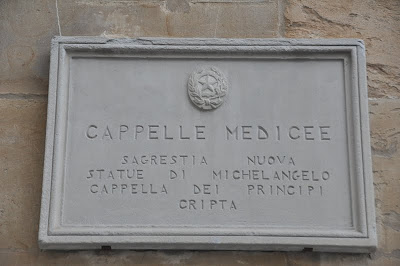 CAPPELLE MEDICEE
SAGRESTIA NUOVA
STATUE DI MICHELANGELO
CAPPELLA DEI PRINCIPI
CRIPTA